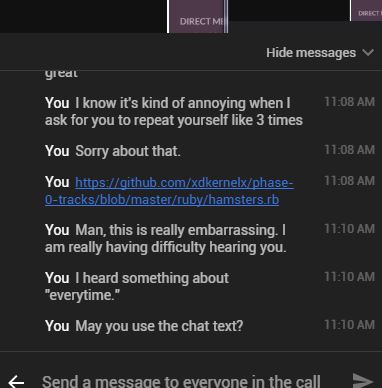 DIRECT ME
DIRECT ME
Hide messages
great
You I know it's kind of annoying when I 11:08 AM
ask for you to repeat yourself like 3 times
You Sorry about that. 11:08 AM
You https://github.com/xdkernelx/phase- 11:08 AM
0-tracks/blob/master/ruby/hamsters.rb
You Man, this is really embarrassing. I 11:10 AM
am really having difficulty hearing you.
You I heard something about 11:10 AM
"everytime."
You May you use the chat text? 11:10 AM
Send a message to everyone in the call